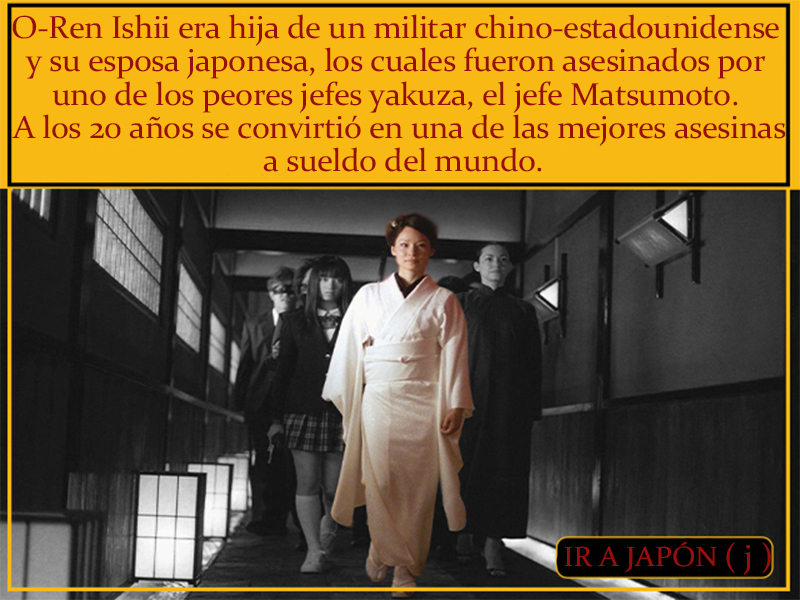 O-Ren Ishii era hija de un militar chino-estadounidense
y su esposa japonesa, los cuales fueron asesinados por
uno de los peores jefes yakuza, el jefe Matsumoto.
A los 20 años se convirtió en una de las mejores asesinas
a sueldo del mundo.
IR A JAPÓN ( j )